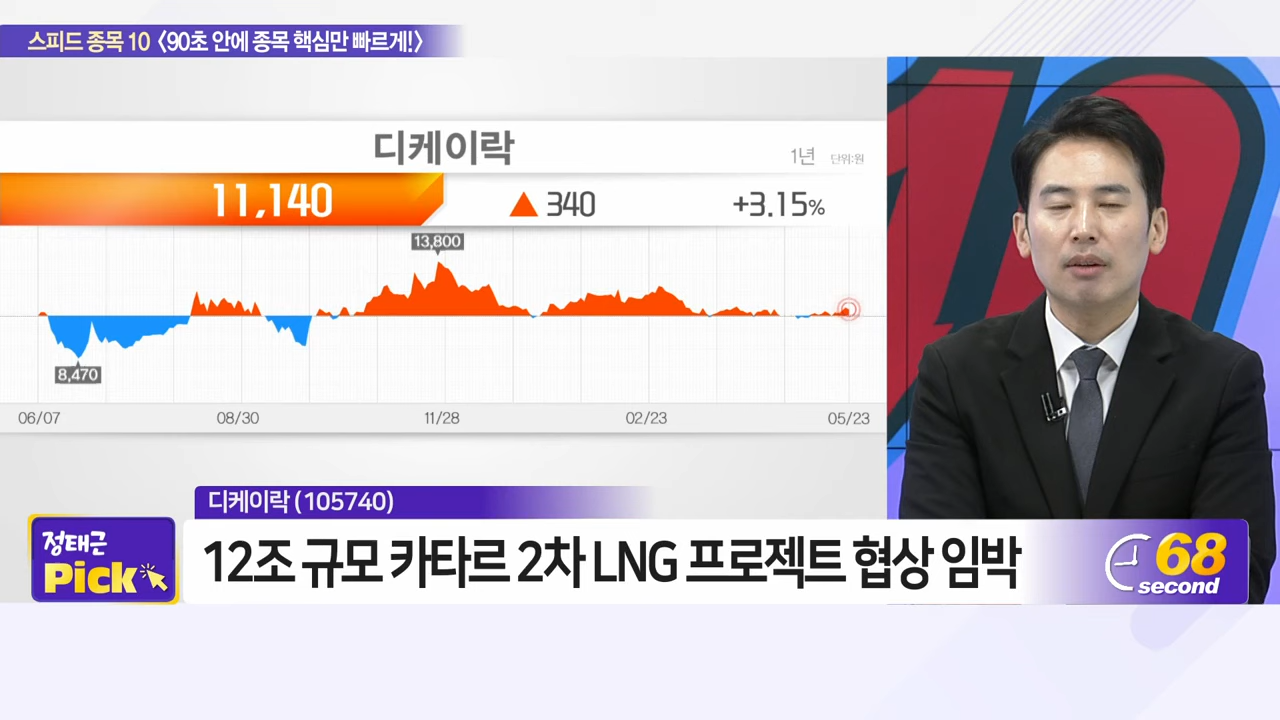 스피드 종목 10 <90초 안에 종목 핵심만 빠르게!>
디케이락
1년 단위:원
11,140 ▲ 340 +3.15%
13,800
8,470
06/07 08/30 11/28 02/23 05/23
디케이락 (105740)
정태근
Pick
12조 규모 카타르 2차 LNG 프로젝트 협상 임박
68
second
10